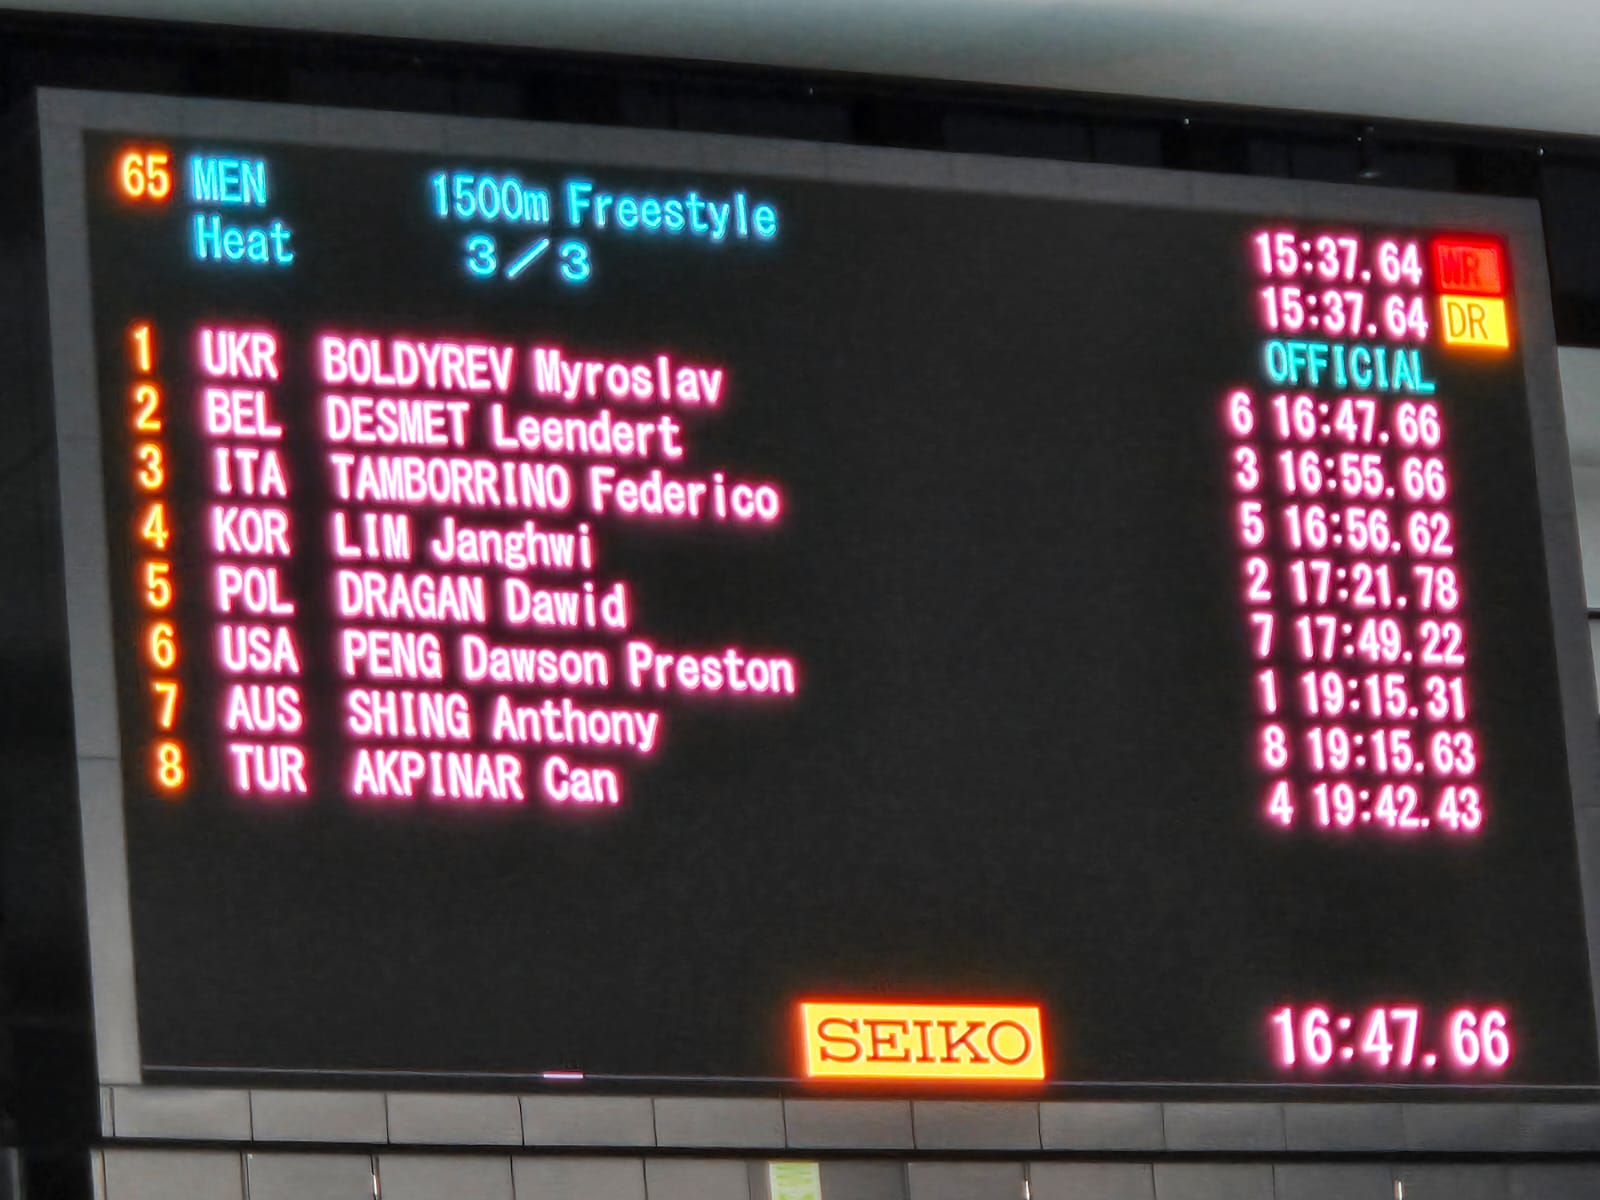 65 MEN 1500m Freestyle 15:37.64 WR
Heat 3/3 15:37.64 DR
OFFICIAL
1 UKR BOLDYREV Myroslav 6 16:47.66
2 BEL DESMET Leendert 3 16:55.66
3 ITA TAMBORRINO Federico 5 16:56.62
4 KOR LIM Janghwi 2 17:21.78
5 POL DRAGAN Dawid 7 17:49.22
6 USA PENG Dawson Preston 1 19:15.31
7 AUS SHING Anthony 8 19:15.63
8 TUR AKPINAR Can 4 19:42.43
SEIKO 16:47.66